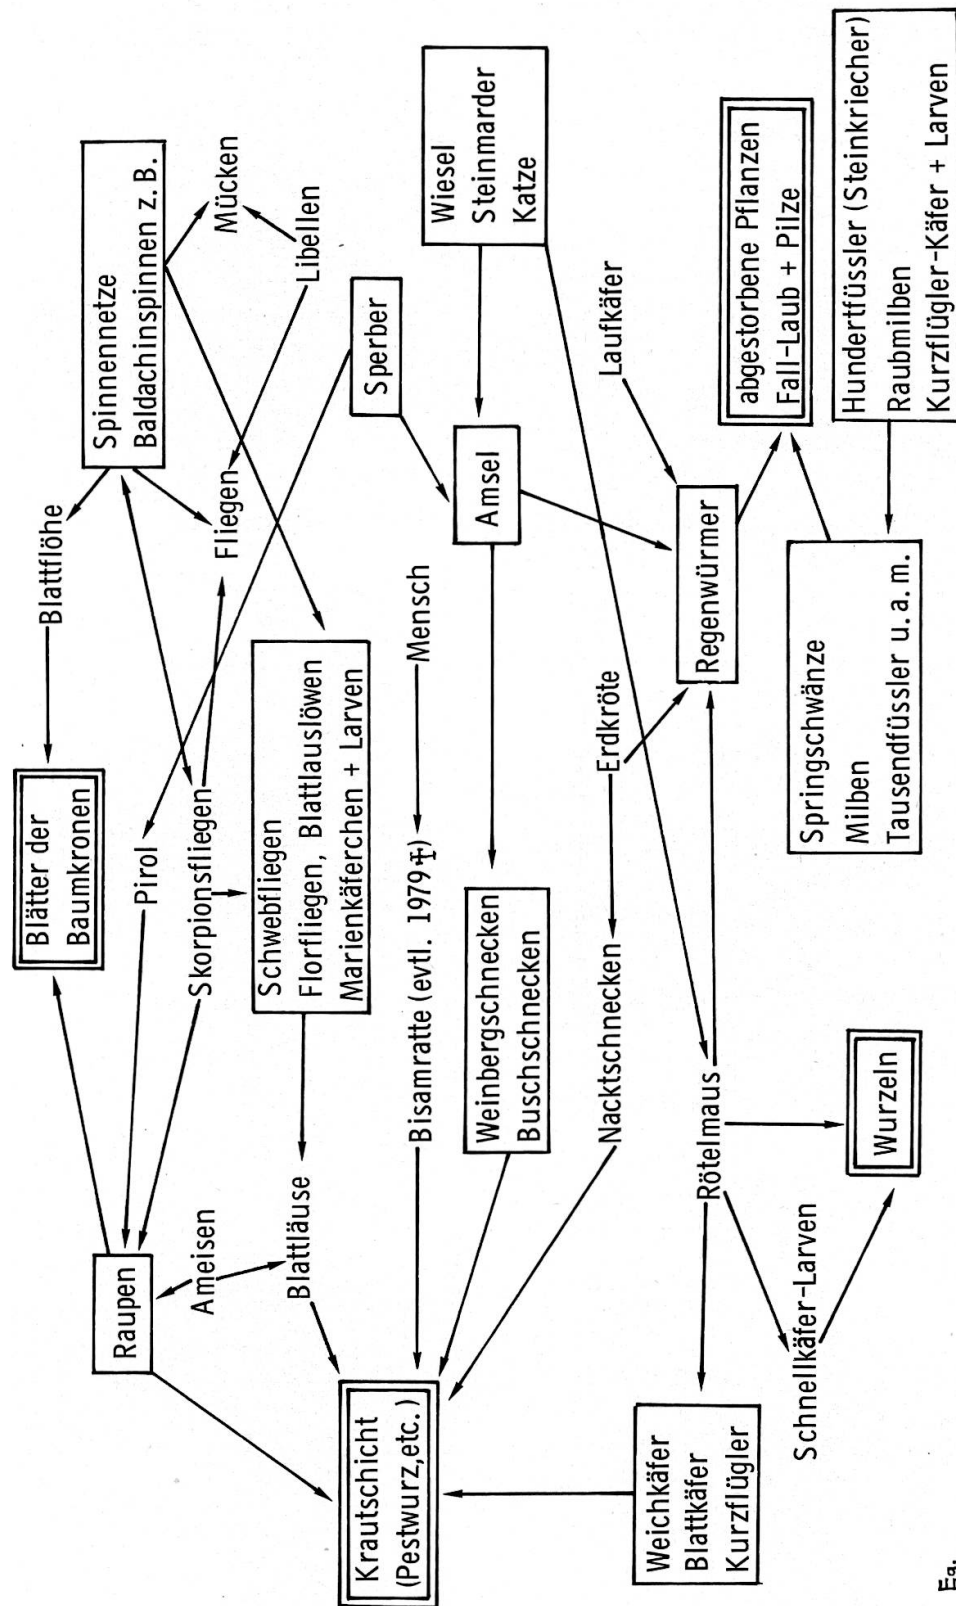 Blätter der
Baumkronen
Blattflöhe
Spinnennetze
Baldachinspinnen z. B.
Mücken
Libellen
Fliegen
Pirol
Skorpionsfliegen
Raupen
Ameisen
Schwebfliegen
Florfliegen, Blattlauslöwen
Marienkäferchen + Larven
Blattläuse
Sperber
Krautschicht
(Pestwurz, etc.)
Bisamratte (evtl. 1979 ‡)
Mensch
Amsel
Wiesel
Steinmarder
Katze
Weinbergschnecken
Buschschnecken
Nacktschnecken
Erdkröte
Laufkäfer
Regenwürmer
Rötelmaus
Weichkäfer
Blattkäfer
Kurzflügler
Schnellkäfer-Larven
Wurzeln
abgestorbene Pflanzen
Fall-Laub + Pilze
Springschwänze
Milben
Tausendfüssler u. a. m.
Hundertfüssler (Steinkriecher)
Raubmilben
Kurzflügler-Käfer + Larven